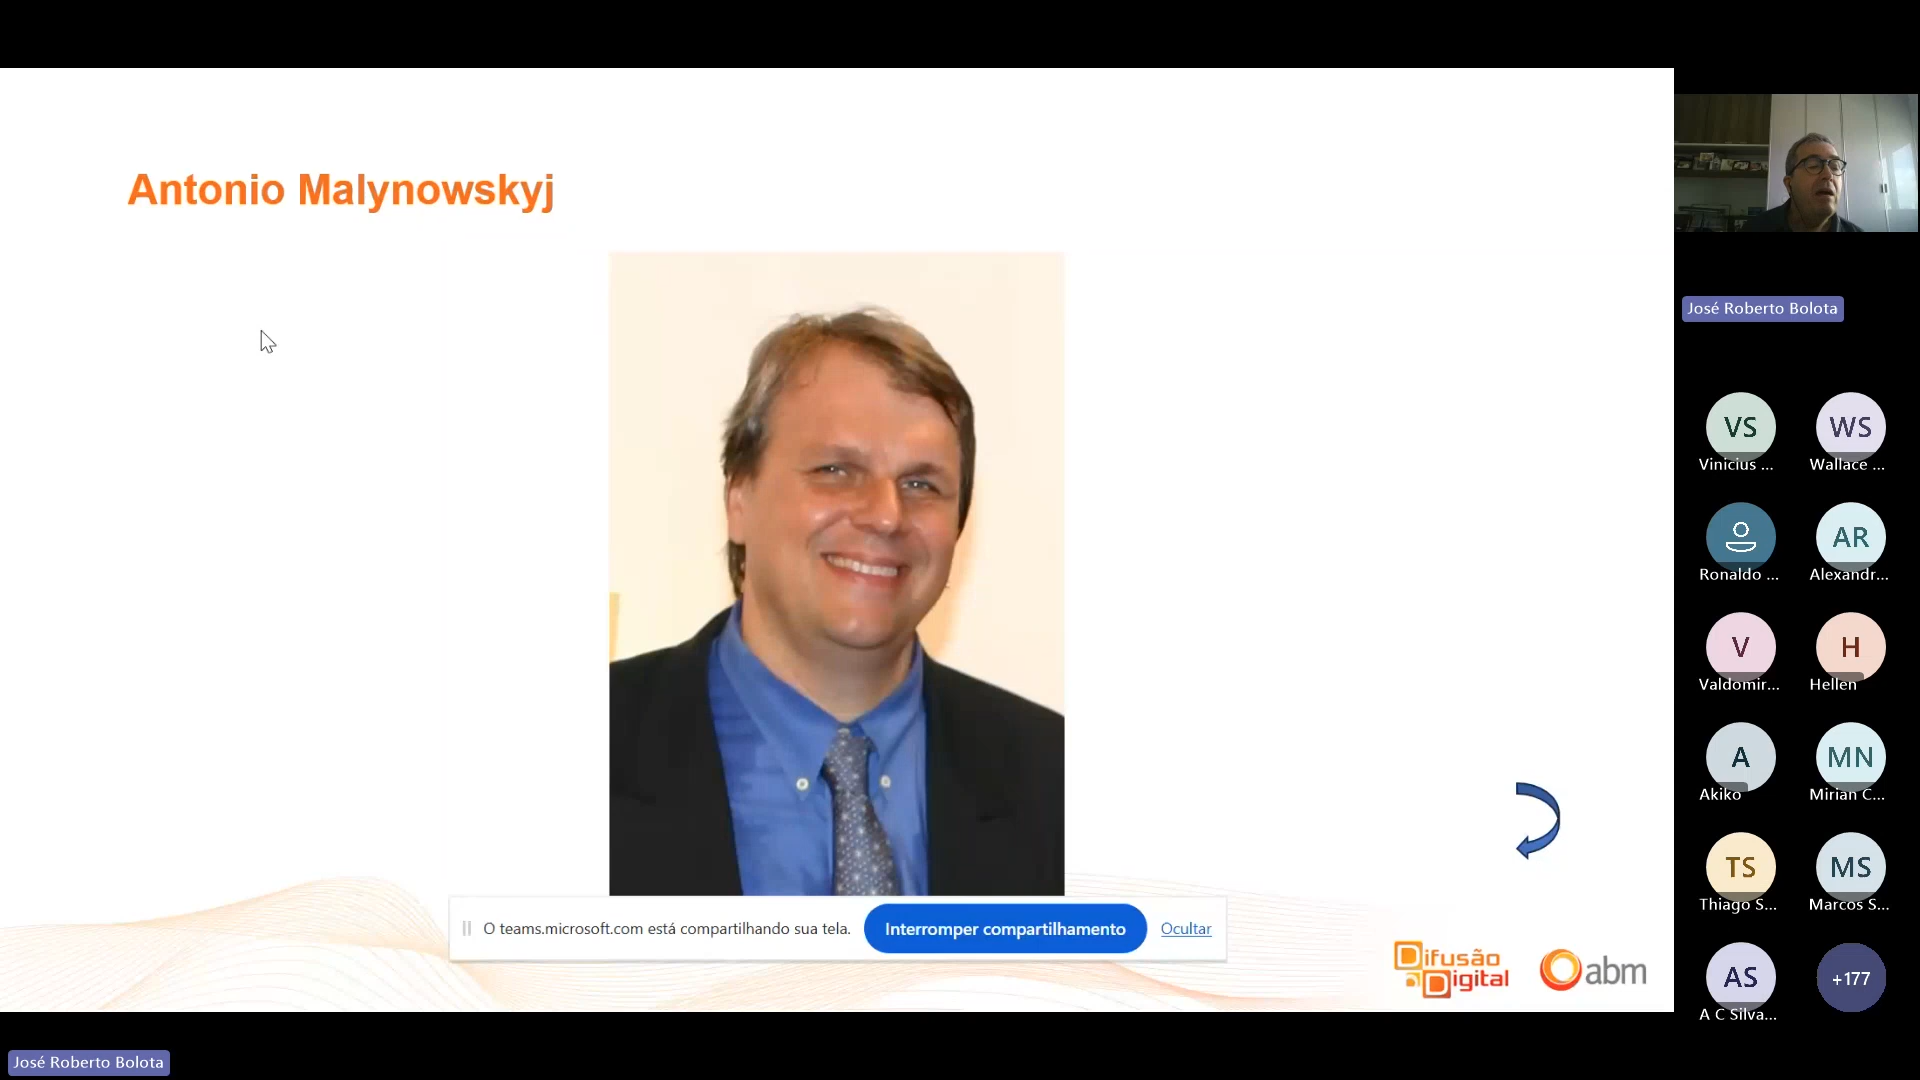 Antonio Malynowskyj
O teams.microsoft.com está compartilhando sua tela.
Interromper compartilhamento
Ocultar
Difusão
Digital
abm
José Roberto Bolota
VS
Vinicius ...
WS
Wallace ...
Ronaldo ...
AR
Alexandr...
V
Valdomir...
H
Hellen
A
Akiko
MN
Mirian C...
TS
Thiago S...
MS
Marcos S...
AS
A C Silva...
+177
José Roberto Bolota